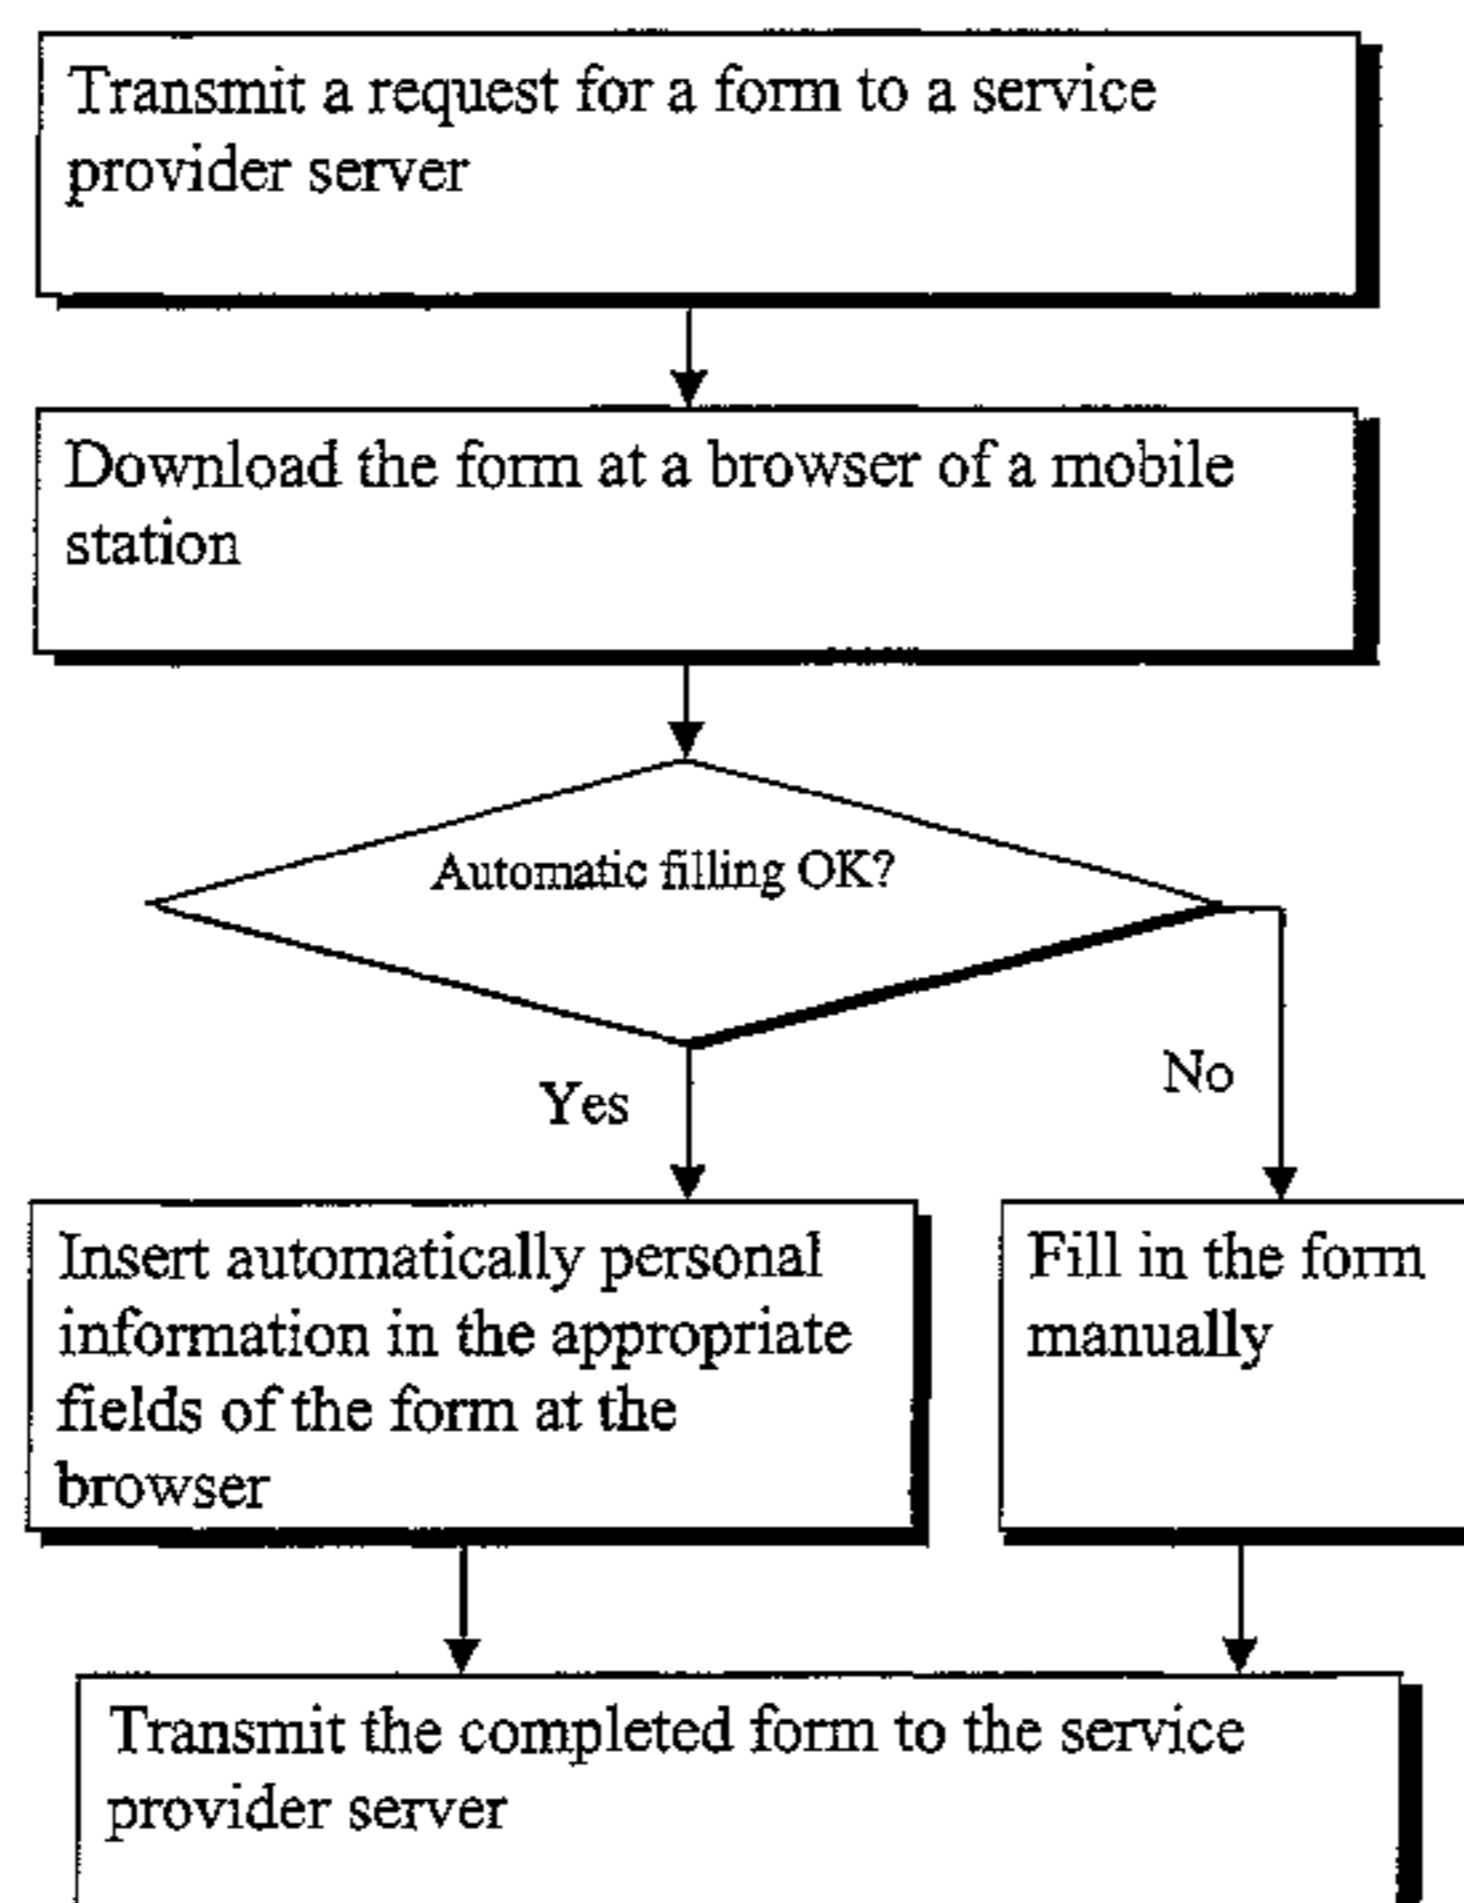 Transmit a request for a form to a service
provider server
Download the form at a browser of a mobile
station
Automatic filling OK?
Yes
No
Insert automatically personal
information in the appropriate
fields of the form at the
browser
Fill in the form
manually
Transmit the completed form to the service
provider server